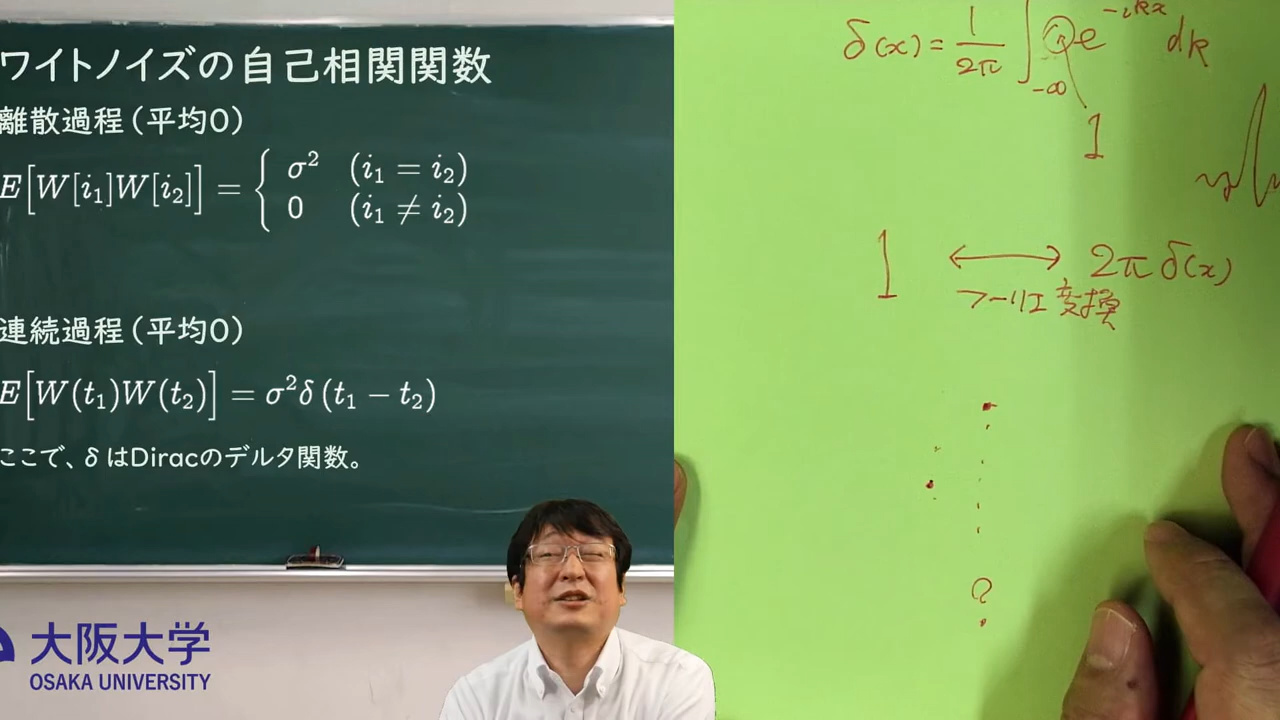 ワイトノイズの自己相関関数
離散過程(平均0)
E[W[i₁]W[i₂]] = { σ² (i₁ = i₂)
0 (i₁ ≠ i₂)
連続過程(平均0)
E[W(t₁)W(t₂)] = σ²δ(t₁ − t₂)
ここで、δはDiracのデルタ関数。
大阪大学
OSAKA UNIVERSITY
δ(x) = 1/2π ∫₋∞ 1 e^{-ikx} dk
1
1 ⟷ 2π δ(x)
フーリエ変換
?